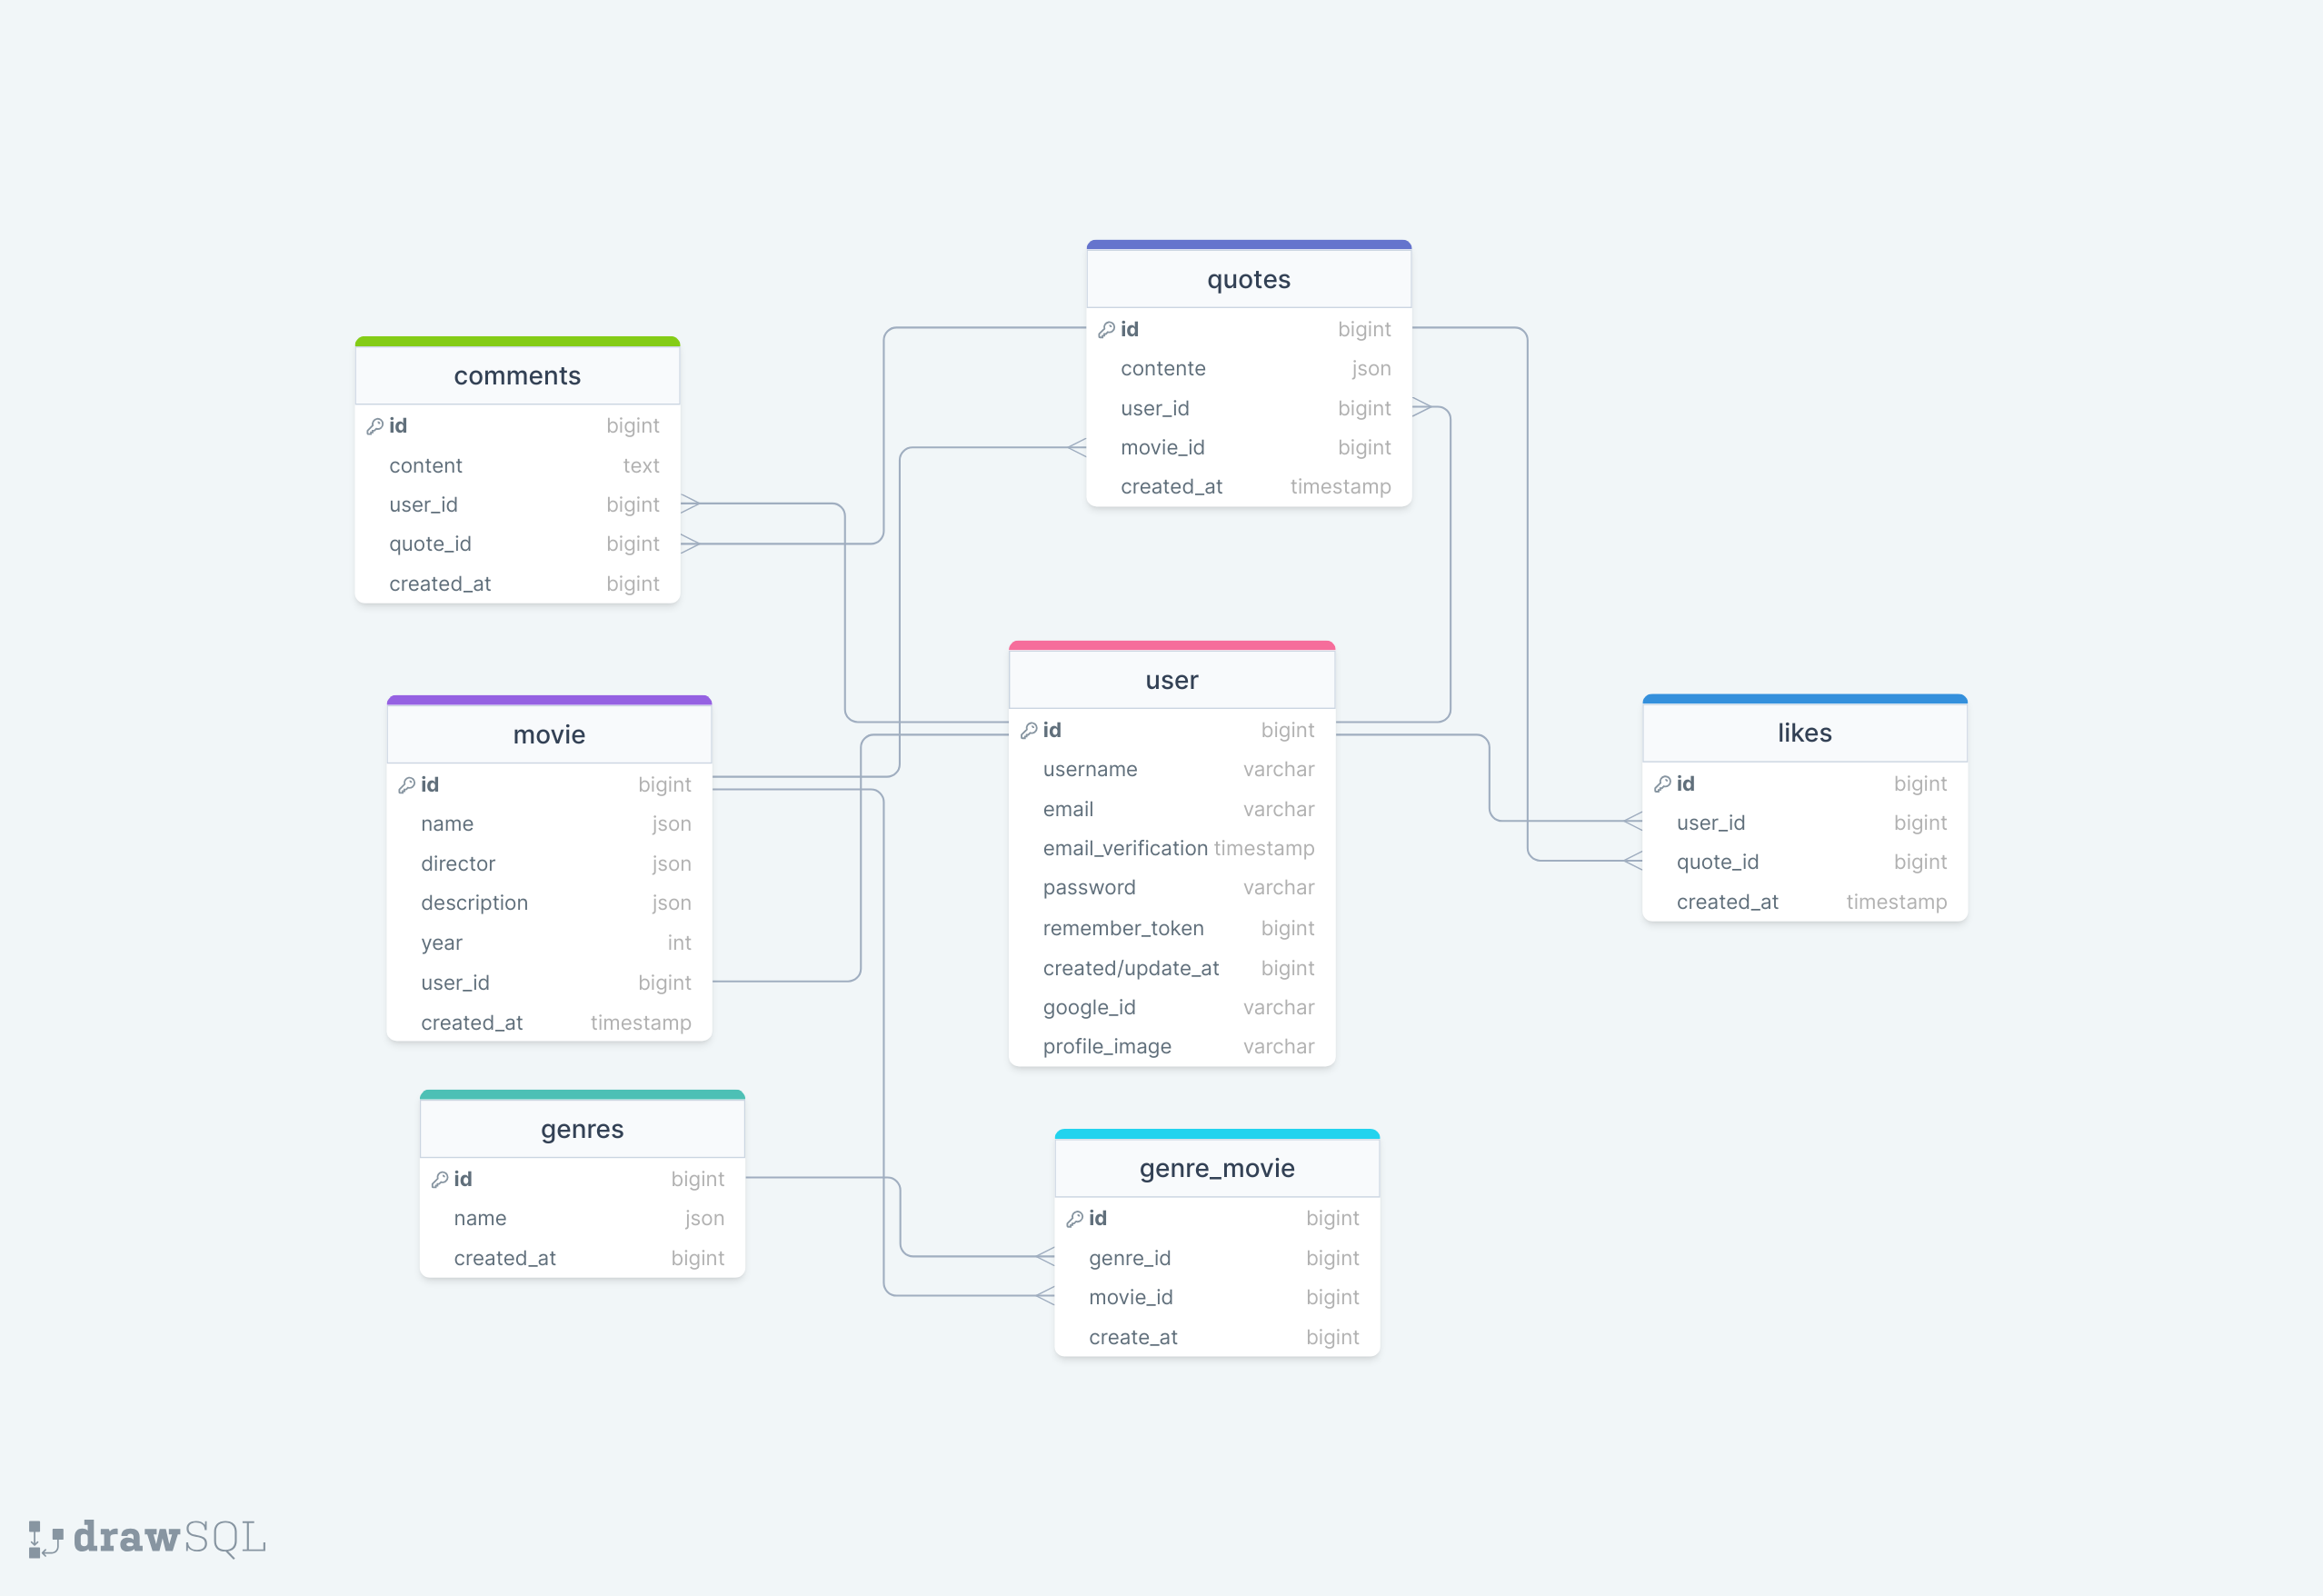 quotes
id bigint
contente json
user_id bigint
movie_id bigint
created_at timestamp
comments
id bigint
content text
user_id bigint
quote_id bigint
created_at bigint
user
id bigint
username varchar
email varchar
email_verification timestamp
password varchar
remember_token bigint
created/update_at bigint
google_id varchar
profile_image varchar
movie
id bigint
name json
director json
description json
year int
user_id bigint
created_at timestamp
likes
id bigint
user_id bigint
quote_id bigint
created_at timestamp
genres
id bigint
name json
created_at bigint
genre_movie
id bigint
genre_id bigint
movie_id bigint
create_at bigint
drawSQL